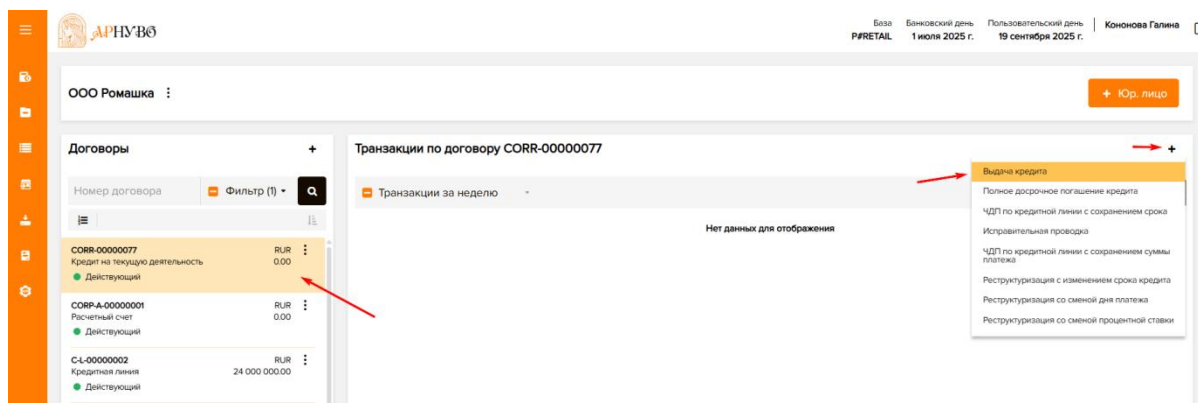 АРНУВО
База Банковский день Пользовательский день Кононова Галина
P#RETAIL 1 июля 2025 г. 19 сентября 2025 г.
ООО Ромашка
+ Юр. лицо
Договоры +
Номер договора Фильтр (1)
CORR-00000077 RUR
Кредит на текущую деятельность 0.00
Действующий
CORP-A-00000001 RUR
Расчетный счет 0.00
Действующий
C-L-00000002 RUR
Кредитная линия 24 000 000.00
Действующий
Транзакции по договору CORR-00000077 +
Транзакции за неделю
Нет данных для отображения
Выдача кредита
Полное досрочное погашение кредита
ЧДП по кредитной линии с сохранением срока
Исправительная проводка
ЧДП по кредитной линии с сохранением суммы
платежа
Реструктуризация с изменением срока кредита
Реструктуризация со сменой дня платежа
Реструктуризация со сменой процентной ставки